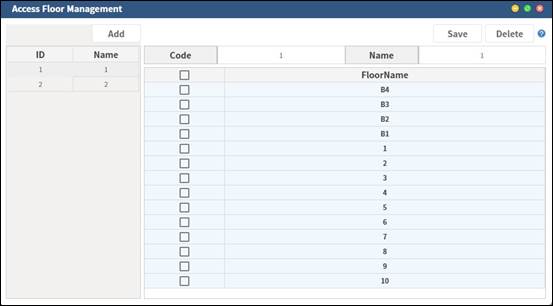 Access Floor Management
Add Save Delete ?
ID Name Code 1 Name 1
1 1
2 2
FloorName
B4
B3
B2
B1
1
2
3
4
5
6
7
8
9
10